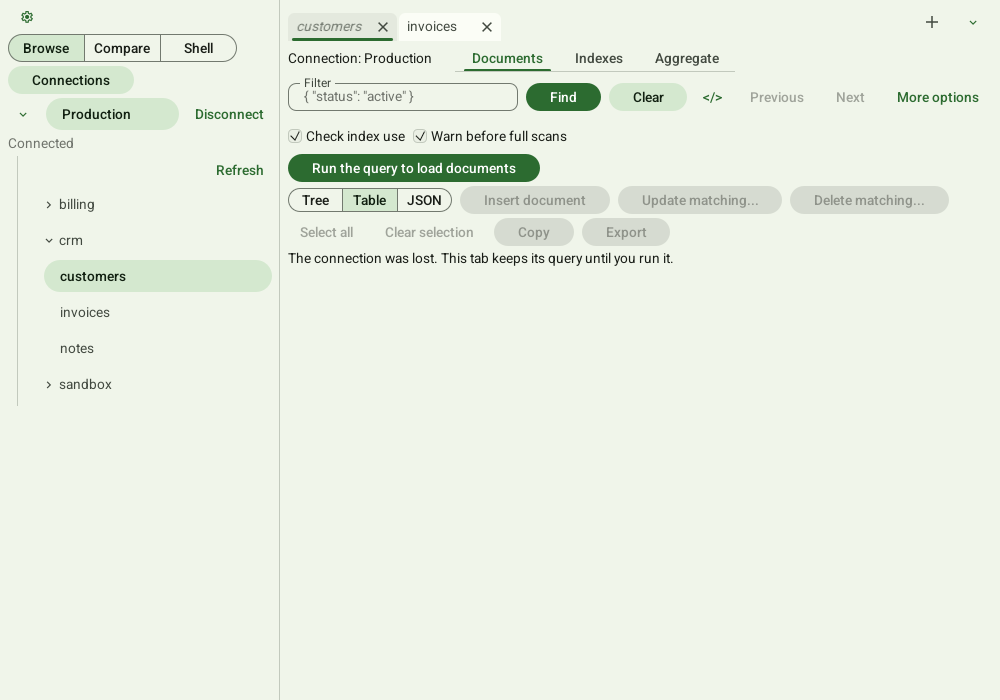 customers invoices
Browse Compare Shell
Connections
Production Disconnect
Connected
Refresh
billing
crm
customers
invoices
notes
sandbox
Connection: Production Documents Indexes Aggregate
Filter
{ "status": "active" } Find Clear </> Previous Next More options
Check index use Warn before full scans
Run the query to load documents
Tree Table JSON Insert document Update matching... Delete matching...
Select all Clear selection Copy Export
The connection was lost. This tab keeps its query until you run it.